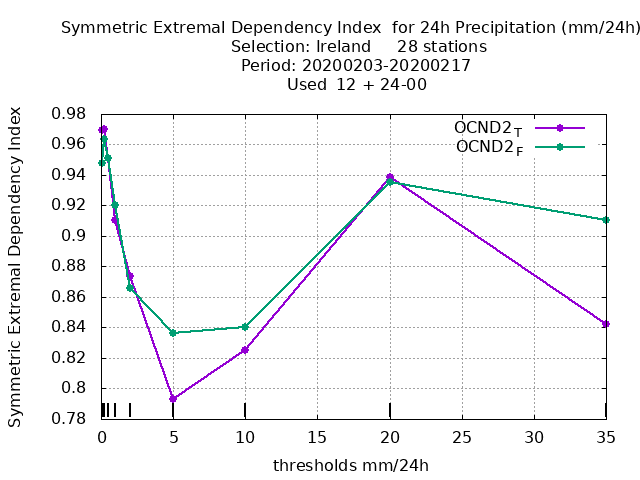 Symmetric Extremal Dependency Index  for 24h Precipitation (mm/24h)
Selection: Ireland     28 stations
Period: 20200203-20200217
Used  12 + 24-00
Symmetric Extremal Dependency Index
0.98
0.96
0.94
0.92
0.9
0.88
0.86
0.84
0.82
0.8
0.78
OCND2T
OCND2F
0 5 10 15 20 25 30 35
thresholds mm/24h